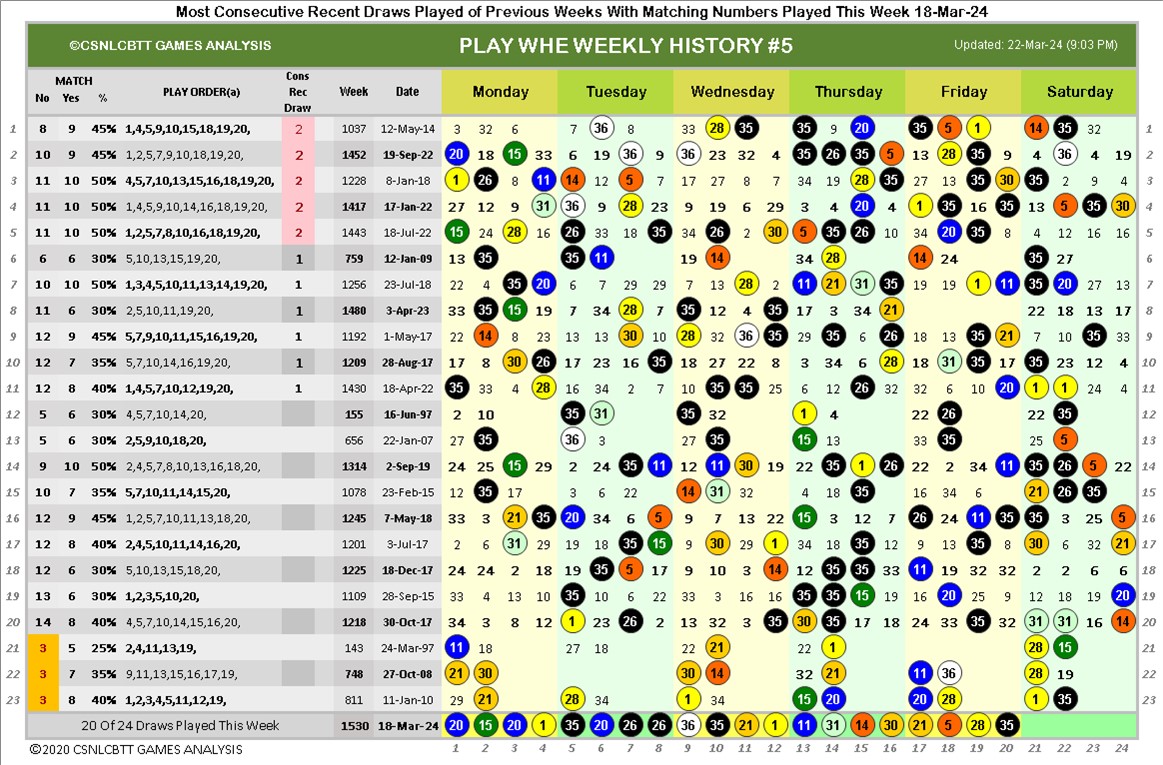 Most Consecutive Recent Draws Played of Previous Weeks With Matching Numbers Played This Week 18-Mar-24
©CSNLCBTT GAMES ANALYSIS PLAY WHE WEEKLY HISTORY #5 Updated: 22-Mar-24 (9:03 PM)
MATCH Cons
No Yes % PLAY ORDER(a) Rec Week Date Monday Tuesday Wednesday Thursday Friday Saturday
Draw
1 8 9 45% 1,4,5,9,10,15,18,19,20, 2 1037 12-May-14 3 32 6 7 36 8 33 28 35 35 9 20 35 5 1 14 35 32 1
2 10 9 45% 1,2,5,7,9,10,18,19,20, 2 1452 19-Sep-22 20 18 15 33 6 19 36 9 36 23 32 4 35 14 35 5 13 28 35 9 4 36 4 19 2
3 11 10 50% 4,5,7,10,13,15,16,18,19,20, 2 1228 8-Jan-18 1 26 8 11 14 12 5 7 17 27 8 7 34 19 28 35 27 13 35 30 35 2 9 4 3
4 11 10 50% 1,4,5,9,10,14,16,18,19,20, 2 1417 17-Jan-22 27 12 9 31 36 9 28 23 9 19 6 29 3 4 20 4 1 35 16 35 13 5 35 30 4
5 11 10 50% 1,2,5,7,8,10,16,18,19,20, 2 1443 18-Jul-22 15 24 28 16 26 33 18 35 34 26 2 30 5 35 26 10 34 20 35 8 4 12 16 16 5
6 6 6 30% 5,10,13,15,19,20, 1 759 12-Jan-09 13 35 35 11 19 14 34 28 14 24 35 27 6
7 10 10 50% 1,3,4,5,10,11,13,14,19,20, 1 1256 23-Jul-18 22 4 35 20 6 7 29 29 7 13 28 2 11 21 31 35 19 19 1 11 35 20 27 13 7
8 11 6 30% 2,5,10,11,19,20, 1 1480 3-Apr-23 33 35 15 19 7 34 28 7 35 12 4 35 17 3 34 21 22 18 13 17 8
9 12 9 45% 5,7,9,10,11,15,16,19,20, 1 1192 1-May-17 22 14 8 23 13 13 30 10 28 32 36 35 29 35 6 26 9 13 35 21 7 9 35 33 9
10 12 7 35% 5,7,10,14,16,19,20, 1 1209 28-Aug-17 17 8 30 26 17 23 16 35 18 27 22 8 3 34 6 28 18 31 35 17 35 23 12 4 10
11 12 8 40% 1,4,5,7,10,12,19,20, 1430 18-Apr-22 35 33 4 28 16 34 2 7 10 35 35 25 6 12 26 32 32 6 10 20 1 1 24 4 11
12 5 6 30% 4,5,7,10,14,20, 155 16-Jun-97 2 10 35 31 35 32 1 4 22 26 22 35 12
13 5 6 30% 2,5,9,10,18,20, 656 22-Jan-07 27 35 36 3 27 35 15 13 33 35 25 5 13
14 9 10 50% 2,4,5,7,8,10,13,16,18,20, 1314 2-Sep-19 24 25 15 29 2 24 35 11 12 11 30 19 22 35 1 26 22 2 34 11 35 26 5 22 14
15 10 7 35% 5,7,10,11,14,15,20, 1078 23-Feb-15 12 35 17 3 6 22 14 31 32 4 18 35 16 34 6 21 26 35 15
16 12 9 45% 1,2,5,7,10,11,13,18,20, 1245 7-May-18 33 3 21 35 20 34 6 5 9 7 13 22 15 3 12 7 26 24 11 35 35 3 25 5 16
17 12 8 40% 2,4,5,10,11,14,16,20, 1201 3-Jul-17 2 6 31 29 19 18 35 15 9 30 29 1 34 18 35 12 9 13 35 8 30 6 32 21 17
18 12 6 30% 5,10,13,15,18,20, 1225 18-Dec-17 24 24 2 18 6 35 5 17 9 10 3 14 12 35 35 33 11 19 32 32 2 2 6 6 18
19 13 6 30% 1,2,3,5,10,20, 1109 28-Sep-15 33 4 13 10 35 10 6 22 33 3 16 16 35 35 15 19 16 20 25 9 12 18 19 20 19
20 14 8 40% 4,5,7,10,14,15,16,20, 1218 30-Oct-17 34 3 8 12 1 23 26 2 13 32 3 35 30 35 17 18 24 33 35 32 31 31 16 14 20
21 3 5 25% 2,4,11,13,19, 143 24-Mar-97 11 18 27 18 22 21 22 1 28 15 21
22 3 7 35% 9,11,13,15,16,17,19, 748 27-Oct-08 21 30 30 14 32 21 11 36 28 19 22
23 3 8 40% 1,2,3,4,5,11,12,19, 811 11-Jan-10 29 21 28 34 1 34 15 20 20 28 1 35 23
20 Of 24 Draws Played This Week 1530 18-Mar-24 20 15 20 1 35 20 26 26 36 35 21 1 11 31 14 30 21 5 28 35
©2020 CSNLCBTT GAMES ANALYSIS 1 2 3 4 5 6 7 8 9 10 11 12 13 14 15 16 17 18 19 20 21 22 23 24